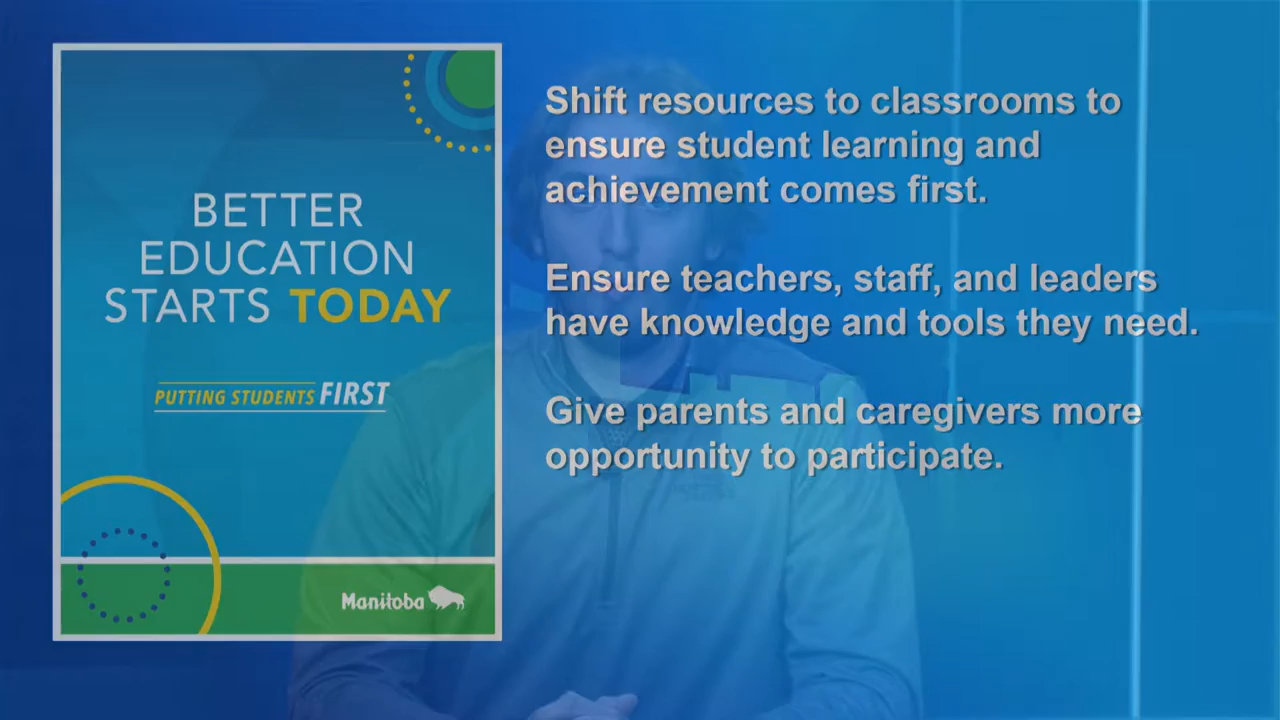 BETTER
EDUCATION
STARTS TODAY
PUTTING STUDENTS FIRST
Manitoba
Shift resources to classrooms to
ensure student learning and
achievement comes first.
Ensure teachers, staff, and leaders
have knowledge and tools they need.
Give parents and caregivers more
opportunity to participate.